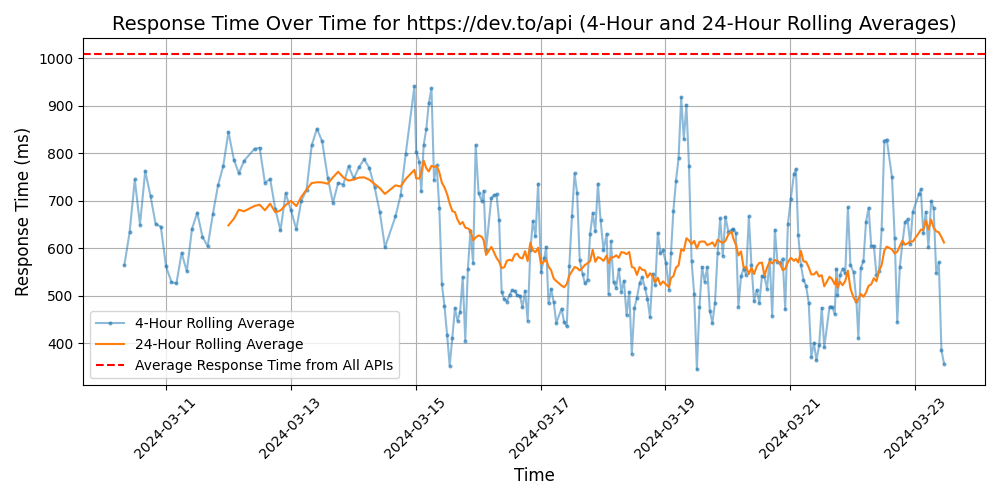 Response Time Over Time for https://dev.to/api (4-Hour and 24-Hour Rolling Averages)
Response Time (ms)
1000
900
800
700
600
500
400
4-Hour Rolling Average
24-Hour Rolling Average
Average Response Time from All APIs
2024-03-11
2024-03-13
2024-03-15
2024-03-17
2024-03-19
2024-03-21
2024-03-23
Time